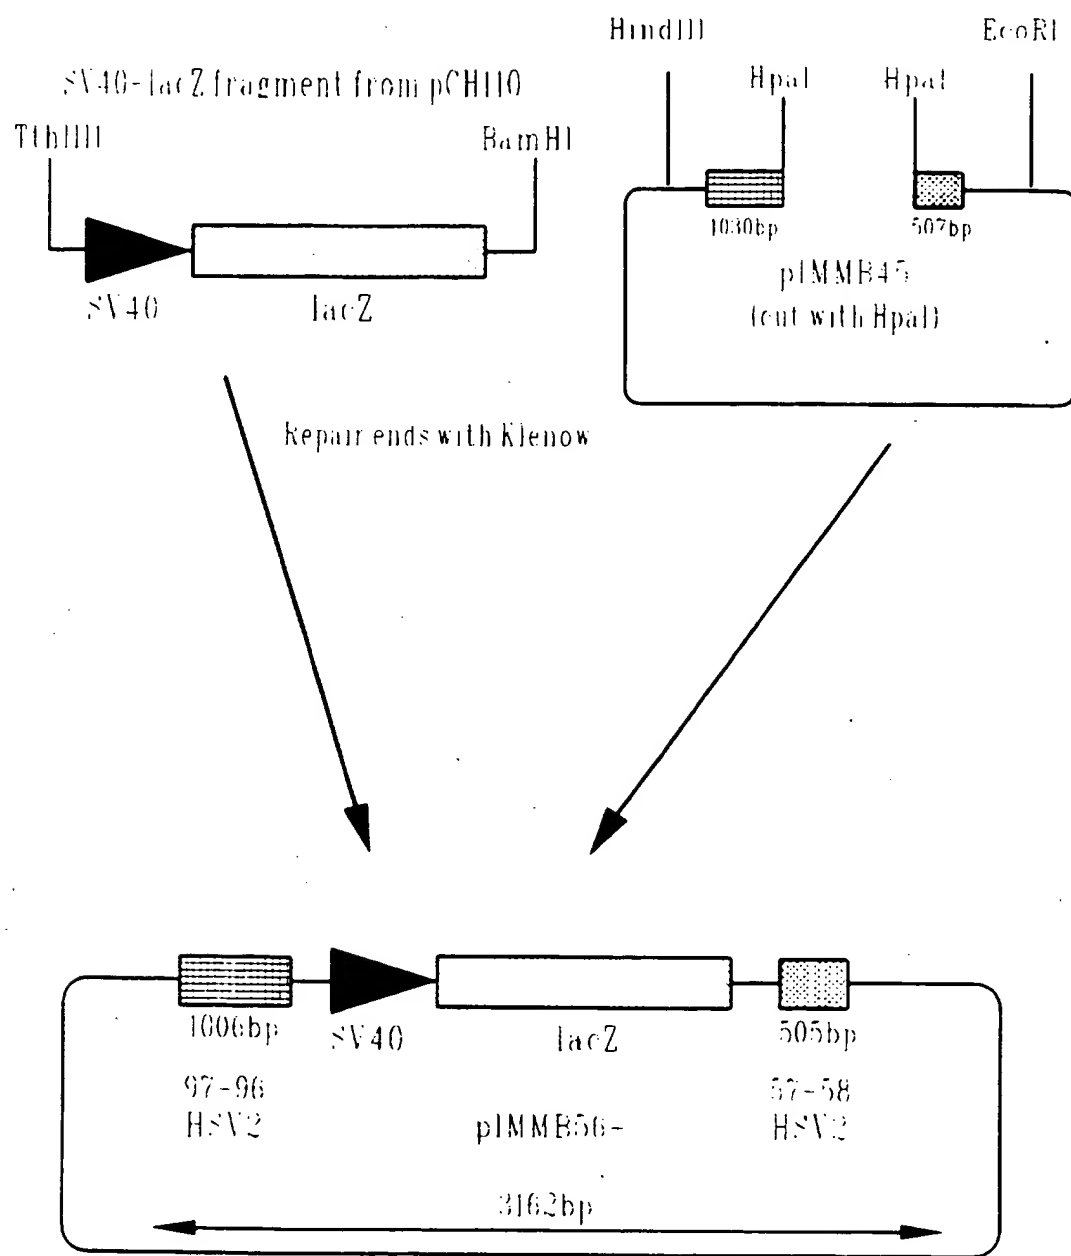 HindIII
EcoRI
SV40-lacZ fragment from pCH110
HpaI
HpaI
TthIIII
BamHI
1030bp
507bp
SV40
lacZ
pIMMB45
(cut with HpaI)
Repair ends with Klenow
1006bp
SV40
lacZ
505bp
97-96
HSV2
57-58
HSV2
pIMMB56-
3162bp